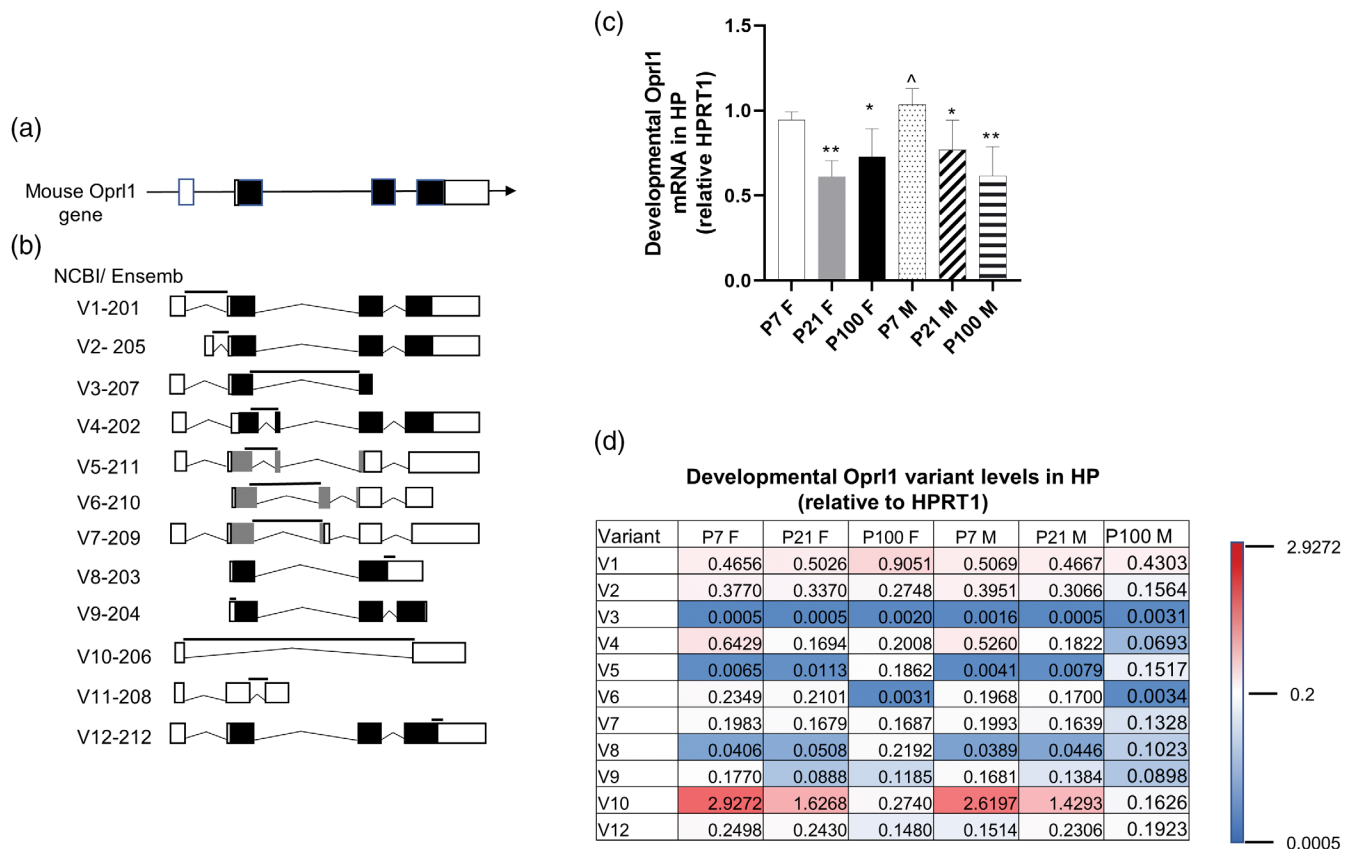 (a)
Mouse Oprl1
gene
(b)
NCBI/ Ensemb
V1-201
V2- 205
V3-207
V4-202
V5-211
V6-210
V7-209
V8-203
V9-204
V10-206
V11-208
V12-212
(c)
Developmental Oprl1
mRNA in HP
(relative HPRT1)
1.5
1.0
0.5
0.0
**
*
^
*
**
P7 F
P21 F
P100 F
P7 M
P21 M
P100 M
(d)
Developmental Oprl1 variant levels in HP
(relative to HPRT1)
Variant P7 F P21 F P100 F P7 M P21 M P100 M
V1 0.4656 0.5026 0.9051 0.5069 0.4667 0.4303
V2 0.3770 0.3370 0.2748 0.3951 0.3066 0.1564
V3 0.0005 0.0005 0.0020 0.0016 0.0005 0.0031
V4 0.6429 0.1694 0.2008 0.5260 0.1822 0.0693
V5 0.0065 0.0113 0.1862 0.0041 0.0079 0.1517
V6 0.2349 0.2101 0.0031 0.1968 0.1700 0.0034
V7 0.1983 0.1679 0.1687 0.1993 0.1639 0.1328
V8 0.0406 0.0508 0.2192 0.0389 0.0446 0.1023
V9 0.1770 0.0888 0.1185 0.1681 0.1384 0.0898
V10 2.9272 1.6268 0.2740 2.6197 1.4293 0.1626
V12 0.2498 0.2430 0.1480 0.1514 0.2306 0.1923
2.9272
0.2
0.0005